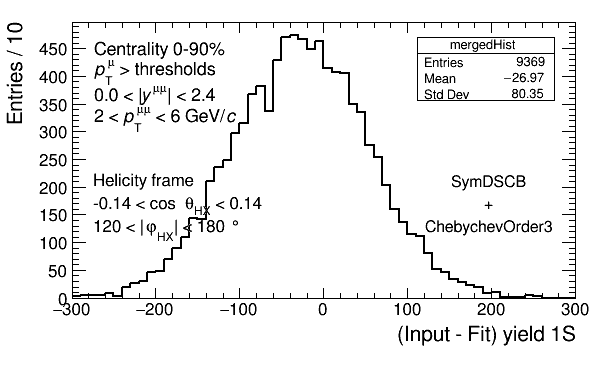 Entries / 10
Centrality 0-90%
p_T^μ > thresholds
0.0 < |y^μμ| < 2.4
2 < p_T^μμ < 6 GeV/c
Helicity frame
-0.14 < cos θ_HX < 0.14
120 < |φ_HX| < 180 °
mergedHist
Entries 9369
Mean −26.97
Std Dev 80.35
SymDSCB
+
ChebychevOrder3
450
400
350
300
250
200
150
100
50
0
−300 −200 −100 0 100 200 300
(Input - Fit) yield 1S